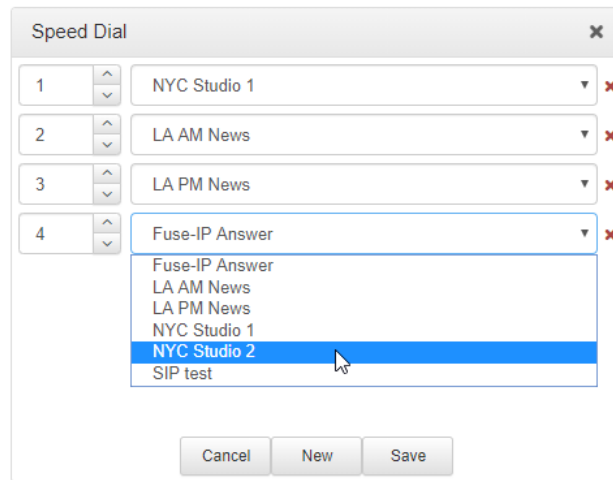 Speed Dial
1 NYC Studio 1
2 LA AM News
3 LA PM News
4 Fuse-IP Answer
Fuse-IP Answer
LA AM News
LA PM News
NYC Studio 1
NYC Studio 2
SIP test
Cancel New Save